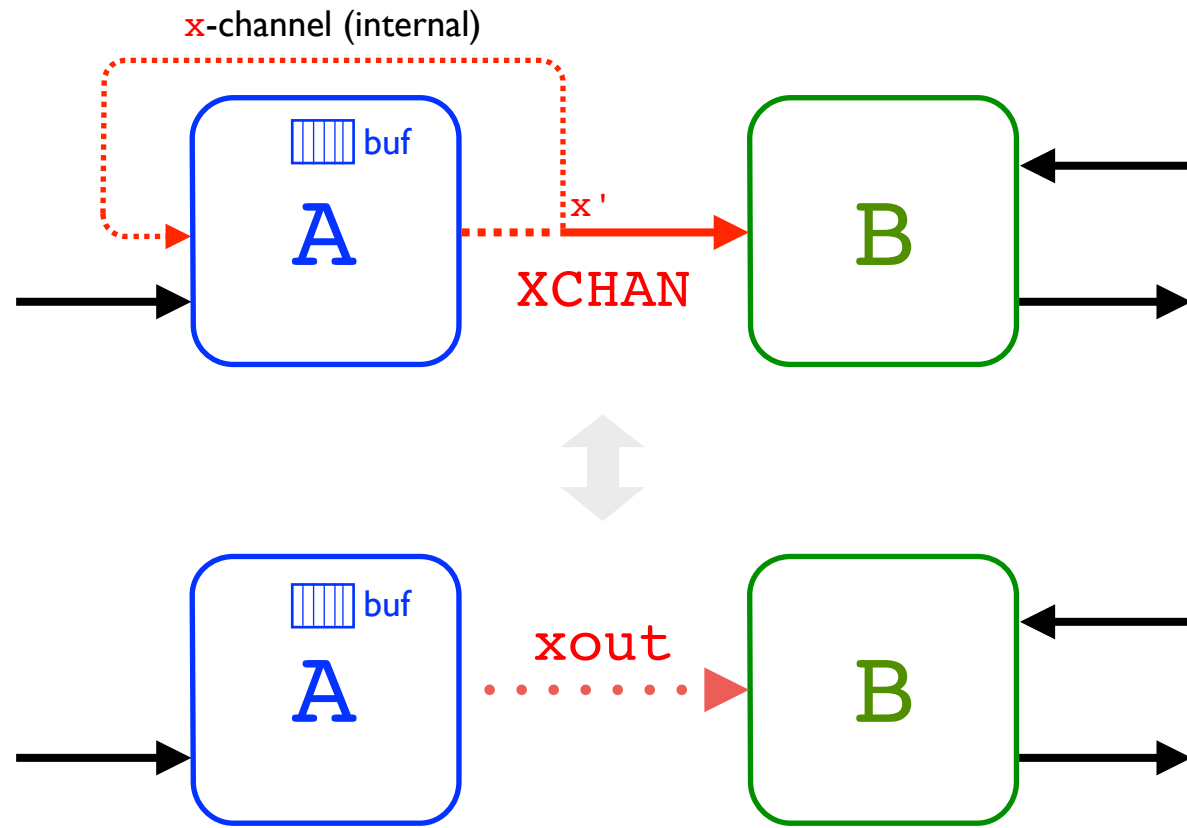 x-channel (internal)
buf
A
x'
XCHAN
B
buf
A
xout
B